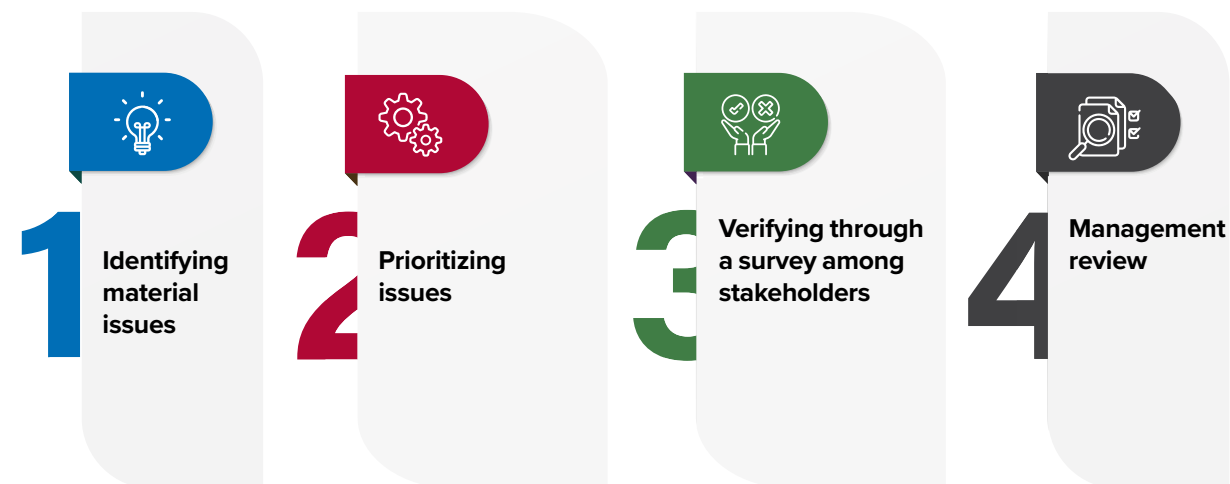 1
Identifying
material
issues
2
Prioritizing
issues
3
Verifying through
a survey among
stakeholders
4
Management
review